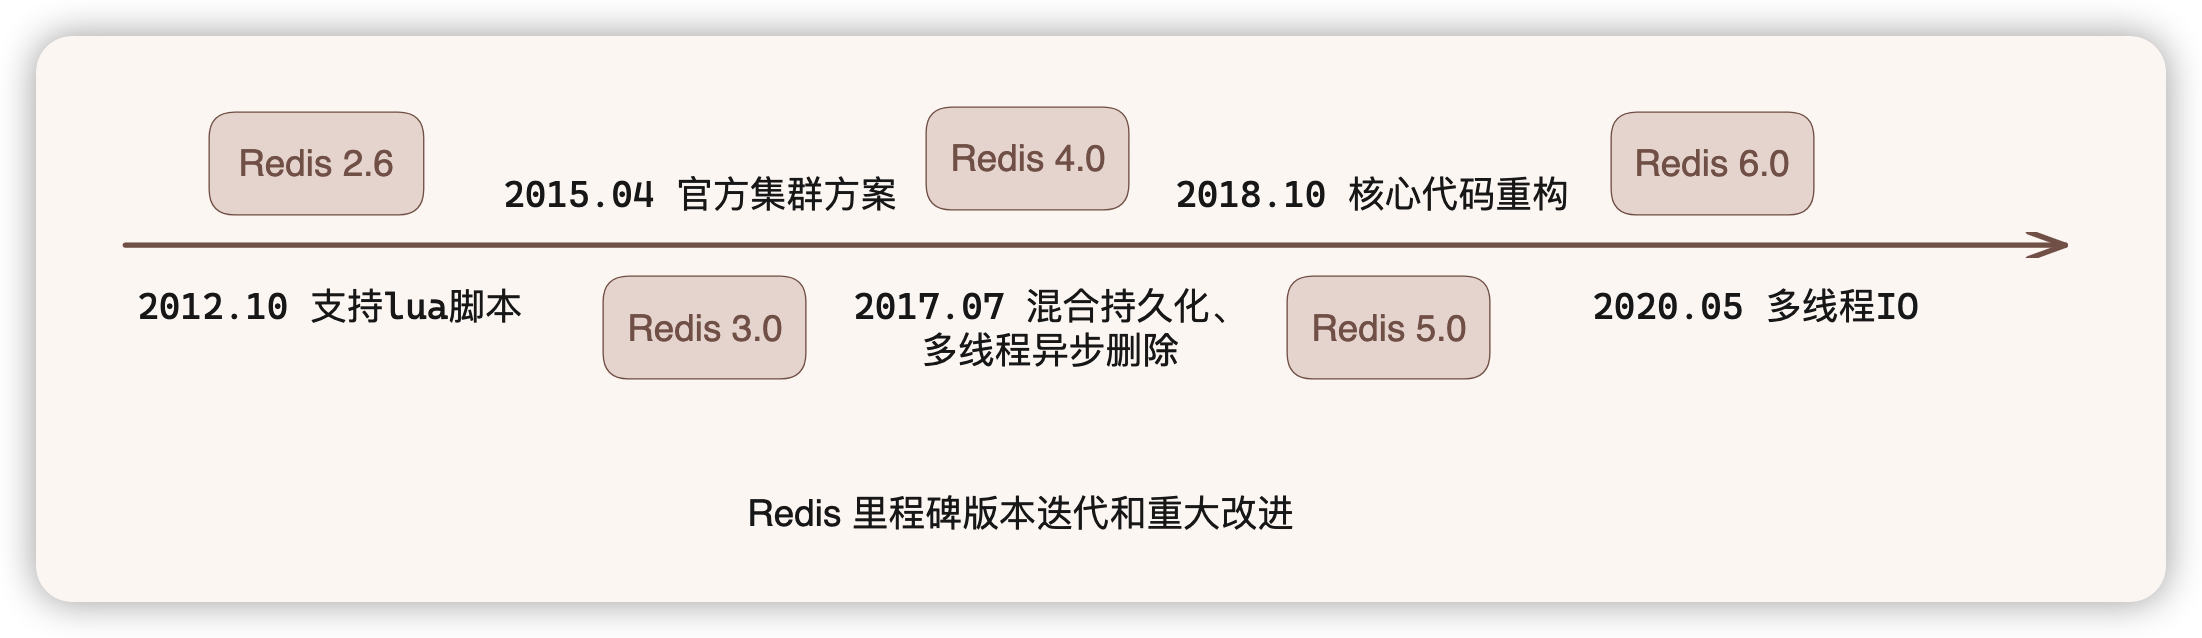 Redis 2.6
2015.04 官方集群方案
Redis 4.0
2018.10 核心代码重构
Redis 6.0
2012.10 支持lua脚本
Redis 3.0
2017.07 混合持久化、
多线程异步删除
Redis 5.0
2020.05 多线程IO
Redis 里程碑版本迭代和重大改进